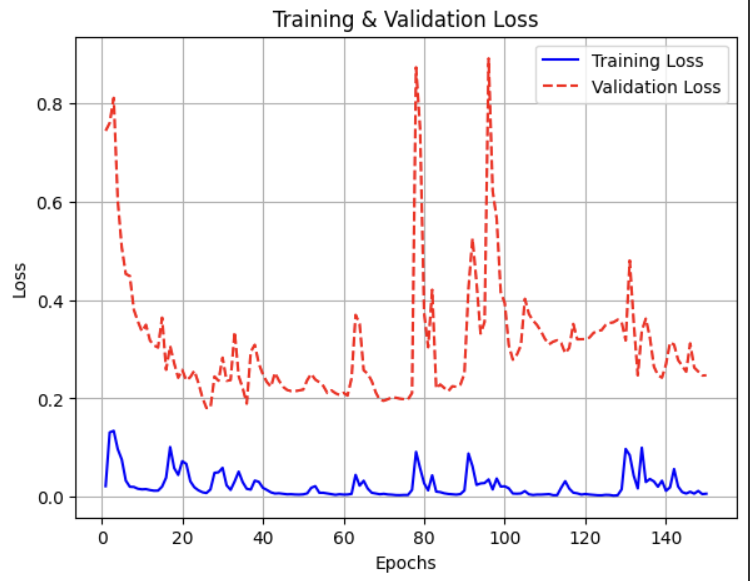 Training & Validation Loss
Training Loss
Validation Loss
0.8
0.6
0.4
0.2
0.0
Loss
0 20 40 60 80 100 120 140
Epochs